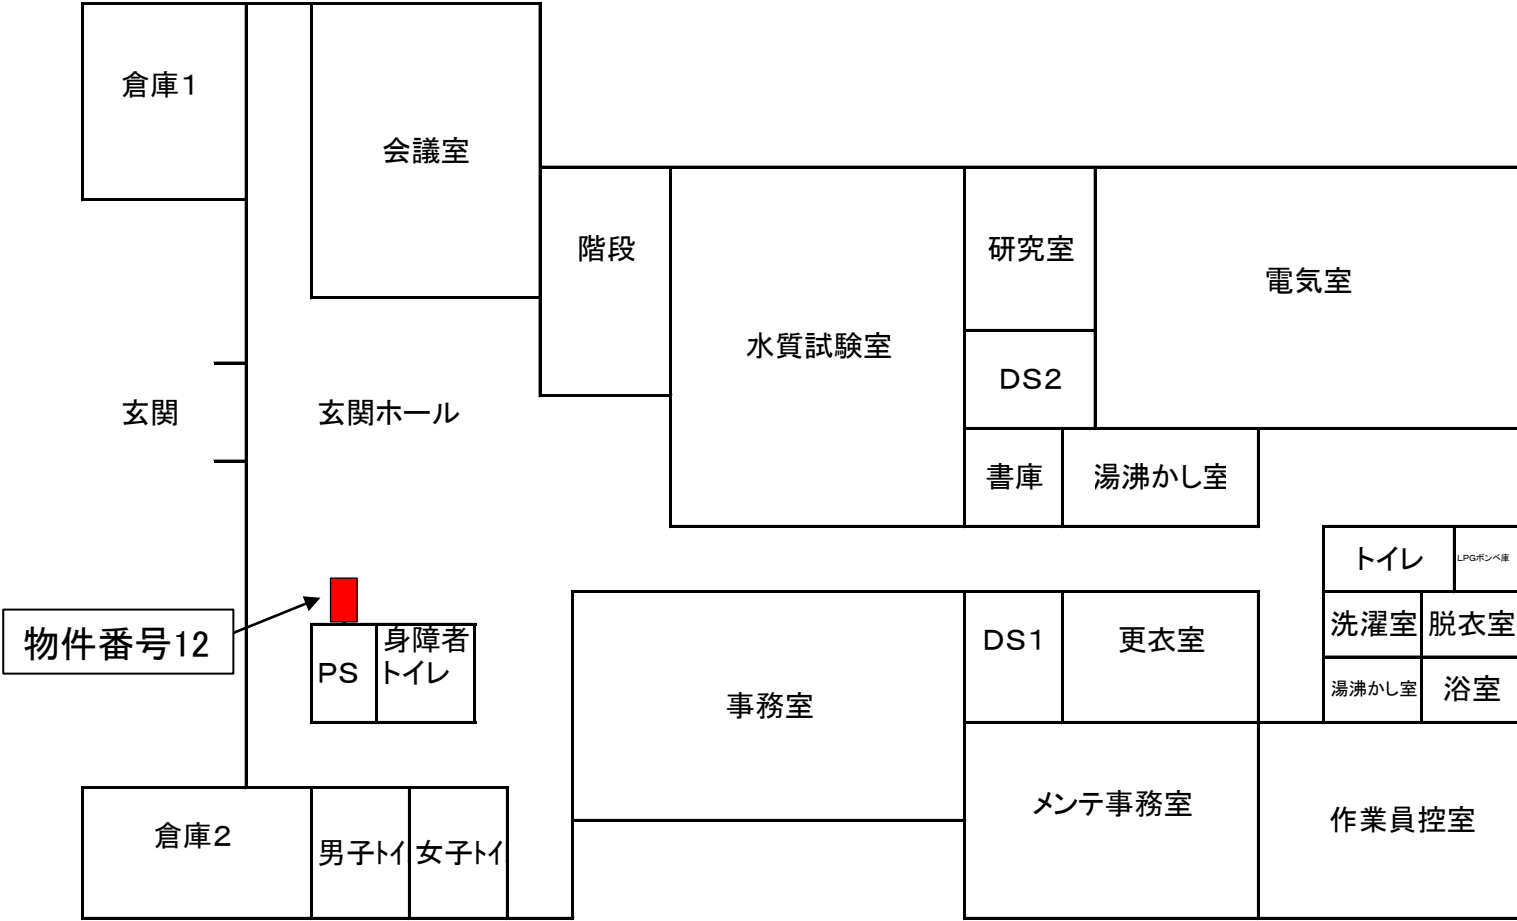 倉庫1
会議室
階段
研究室
電気室
水質試験室
DS2
玄関
玄関ホール
書庫
湯沸かし室
トイレ
LPGボンベ庫
物件番号12
PS
身障者
トイレ
DS1
更衣室
洗濯室
脱衣室
湯沸かし室
浴室
事務室
メンテ事務室
作業員控室
倉庫2
男子トイ
女子トイ